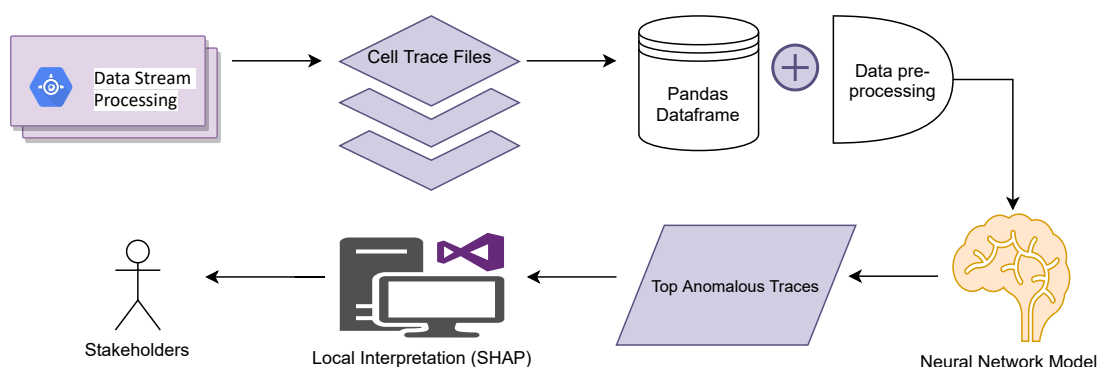 Data Stream
Processing
Cell Trace Files
Pandas
Dataframe
Data pre-
processing
Stakeholders
Local Interpretation (SHAP)
Top Anomalous Traces
Neural Network Model